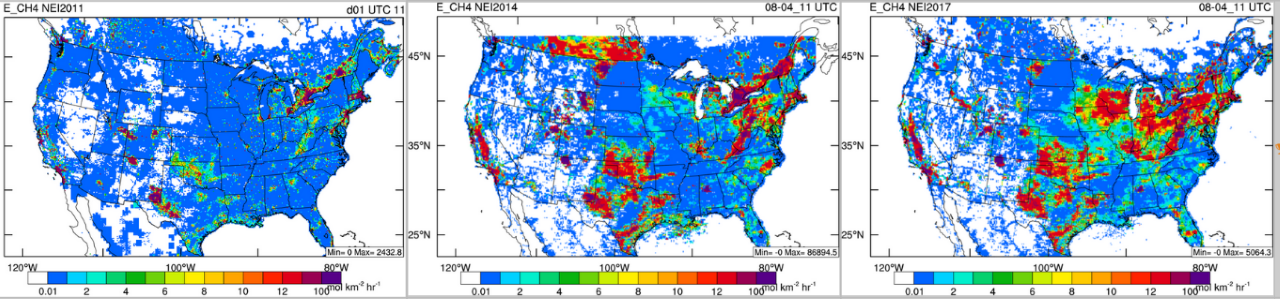 E_CH4 NEI2011 d01 UTC 11
45°N
35°N
25°N
Min= 0 Max= 2432.8
120°W 100°W 80°W
0.01 2 4 6 8 10 12 100 mol km⁻² hr⁻¹
E_CH4 NEI2014 08-04_11 UTC
45°N
35°N
25°N
Min= -0 Max= 86894.5
120°W 100°W 80°W
0.01 2 4 6 8 10 12 100 mol km⁻² hr⁻¹
E_CH4 NEI2017 08-04_11 UTC
45°N
35°N
25°N
Min= -0 Max= 5064.3
120°W 100°W 80°W
0.01 2 4 6 8 10 12 100 mol km⁻² hr⁻¹